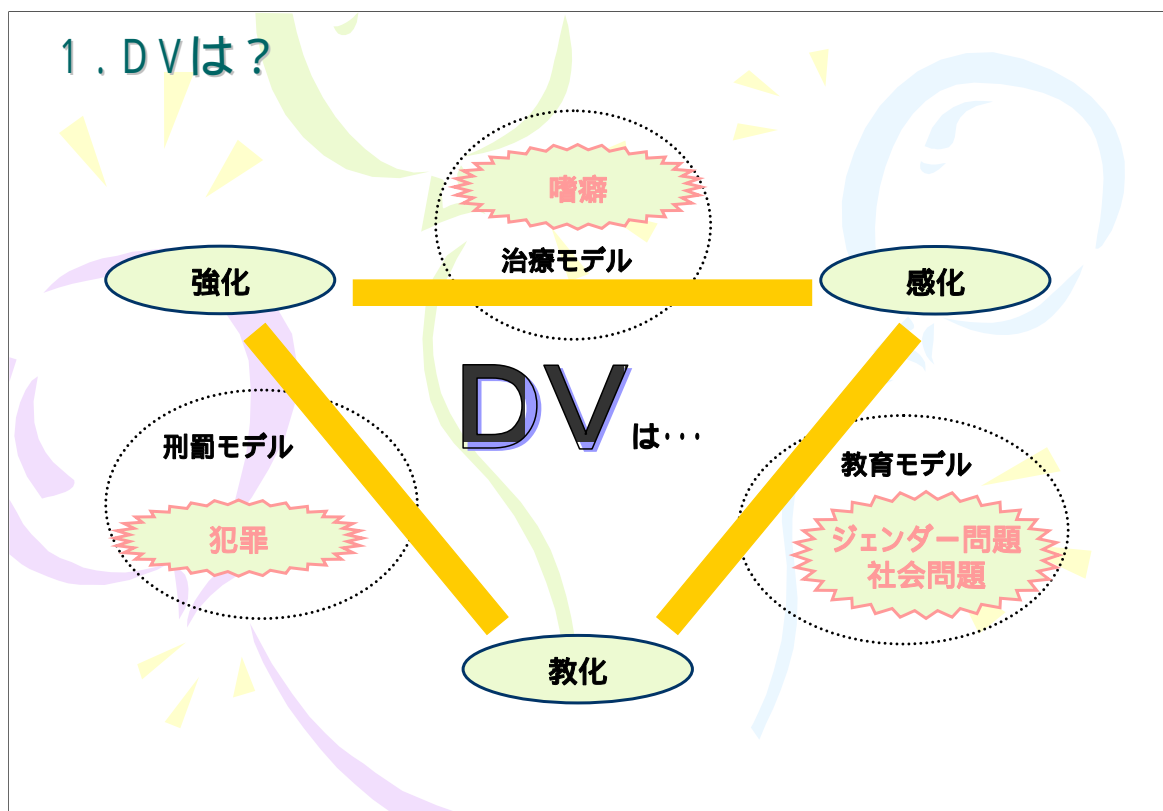 1．DVは？
嗜癖
治療モデル
強化
感化
DVは…
刑罰モデル
犯罪
教育モデル
ジェンダー問題
社会問題
教化